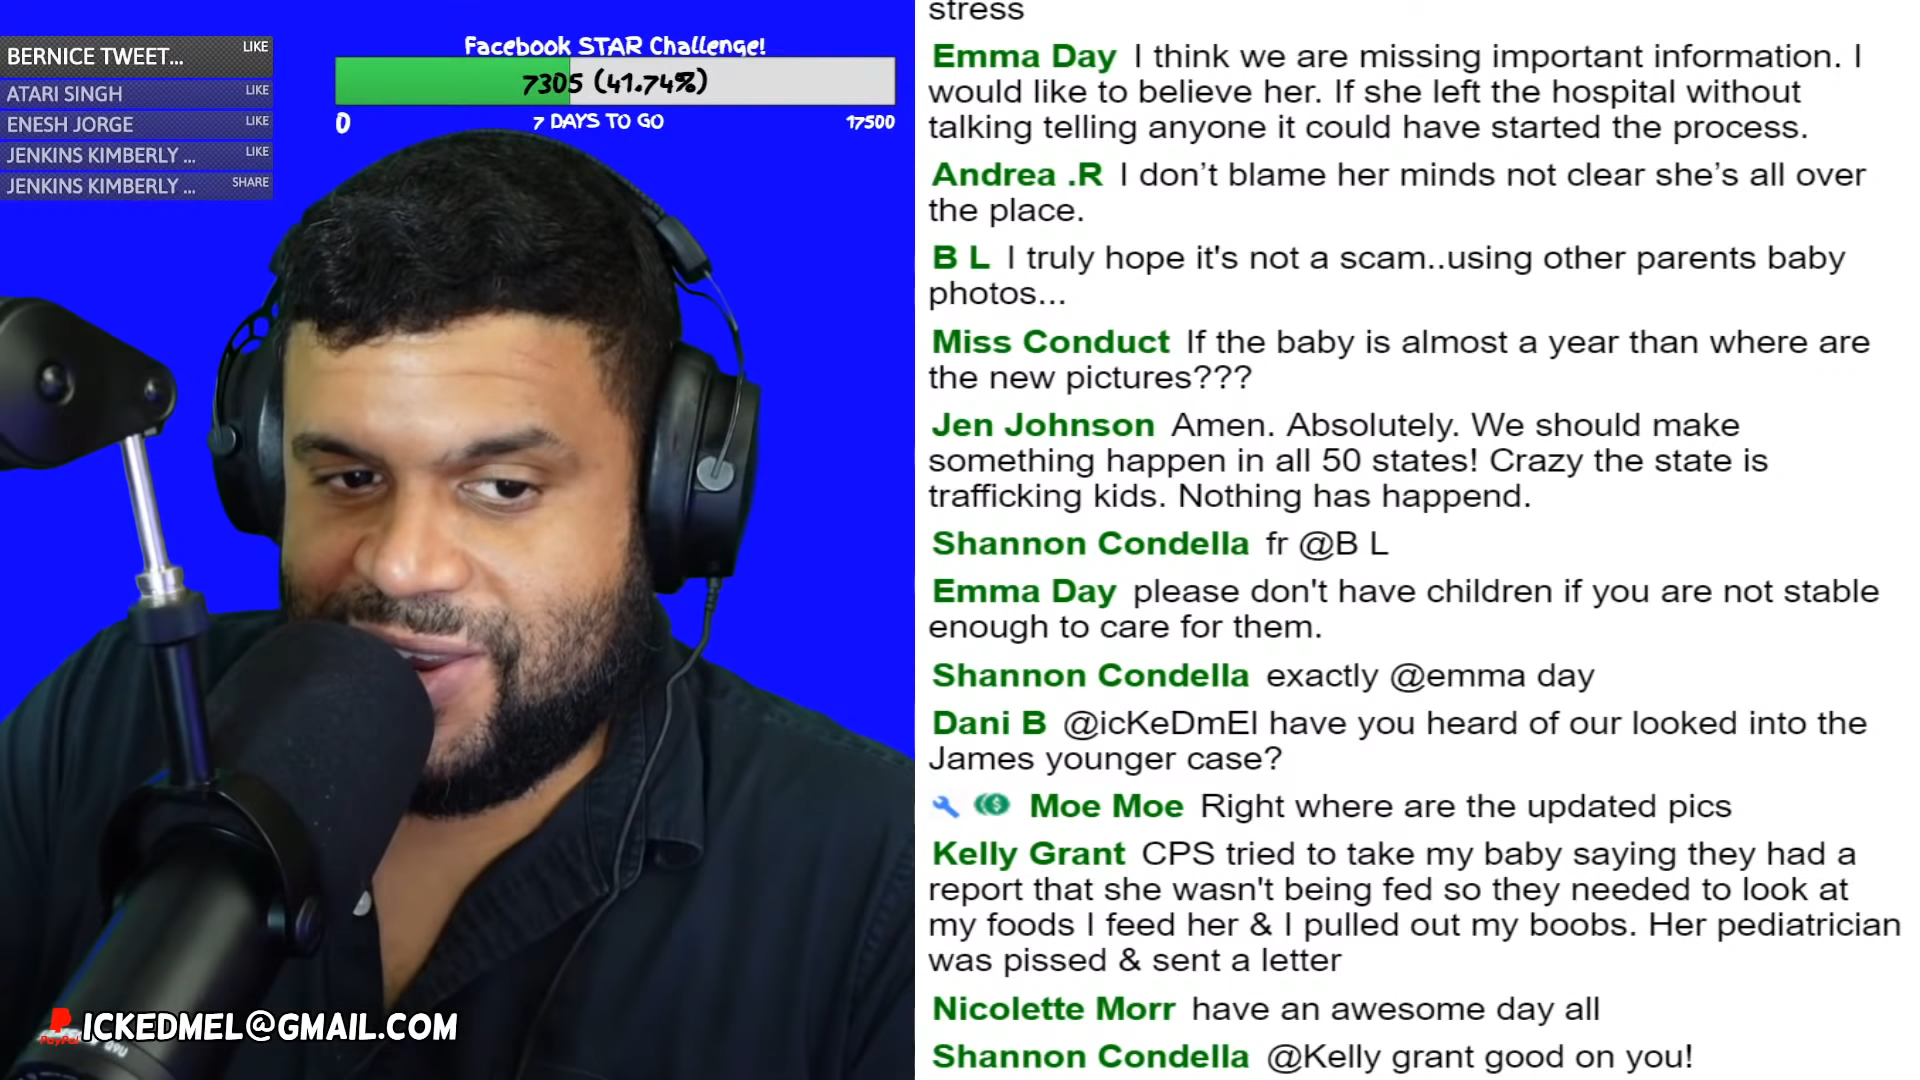 BERNICE TWEET... LIKE
ATARI SINGH LIKE
ENESH JORGE LIKE
JENKINS KIMBERLY ... LIKE
JENKINS KIMBERLY ... SHARE
Facebook STAR Challenge!
7305 (41.74%)
0 7 DAYS TO GO 17500
PayPal ICKEDMEL@GMAIL.COM
stress
Emma Day I think we are missing important information. I
would like to believe her. If she left the hospital without
talking telling anyone it could have started the process.
Andrea .R I don’t blame her minds not clear she’s all over
the place.
B L I truly hope it's not a scam..using other parents baby
photos...
Miss Conduct If the baby is almost a year than where are
the new pictures???
Jen Johnson Amen. Absolutely. We should make
something happen in all 50 states! Crazy the state is
trafficking kids. Nothing has happend.
Shannon Condella fr @B L
Emma Day please don't have children if you are not stable
enough to care for them.
Shannon Condella exactly @emma day
Dani B @icKeDmEl have you heard of our looked into the
James younger case?
Moe Moe Right where are the updated pics
Kelly Grant CPS tried to take my baby saying they had a
report that she wasn't being fed so they needed to look at
my foods I feed her & I pulled out my boobs. Her pediatrician
was pissed & sent a letter
Nicolette Morr have an awesome day all
Shannon Condella @Kelly grant good on you!